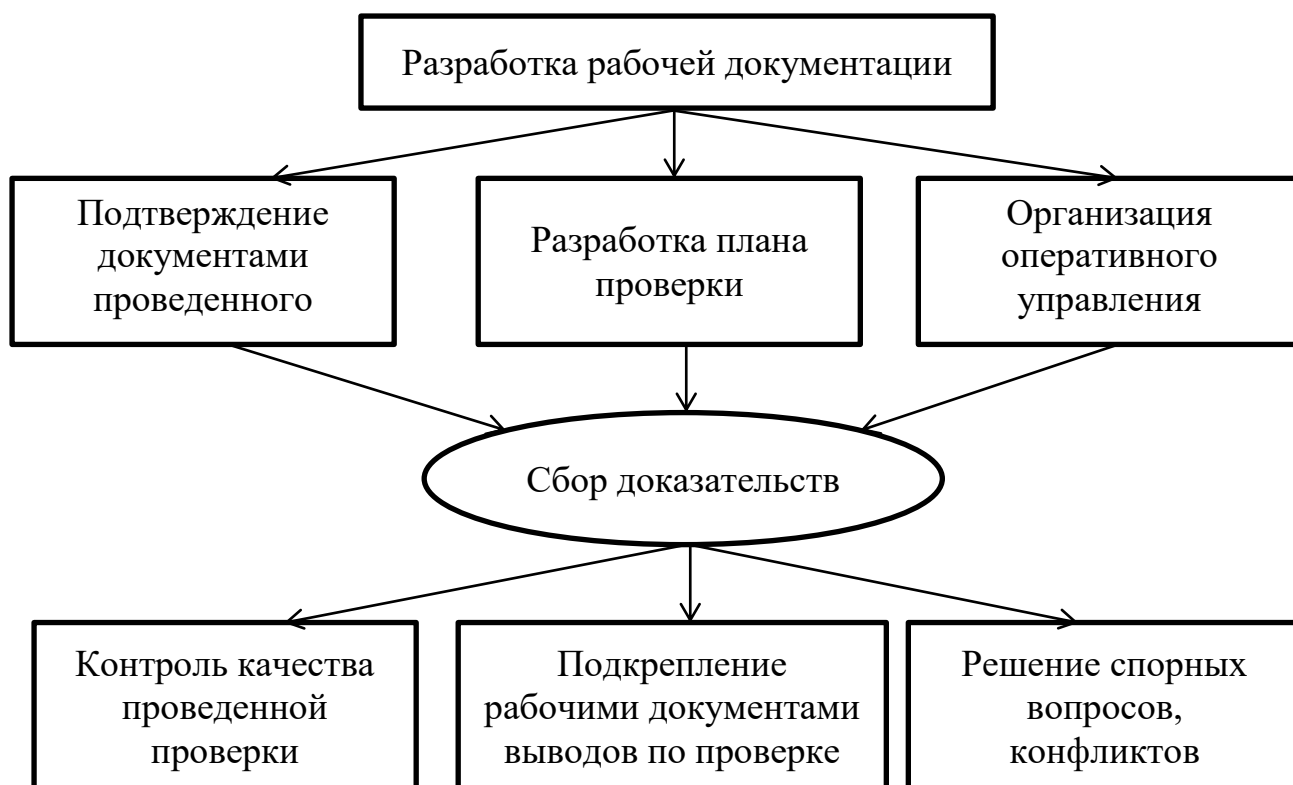 Разработка рабочей документации
Подтверждение
документами
проведенного
Разработка плана
проверки
Организация
оперативного
управления
Сбор доказательств
Контроль качества
проведенной
проверки
Подкрепление
рабочими документами
выводов по проверке
Решение спорных
вопросов,
конфликтов